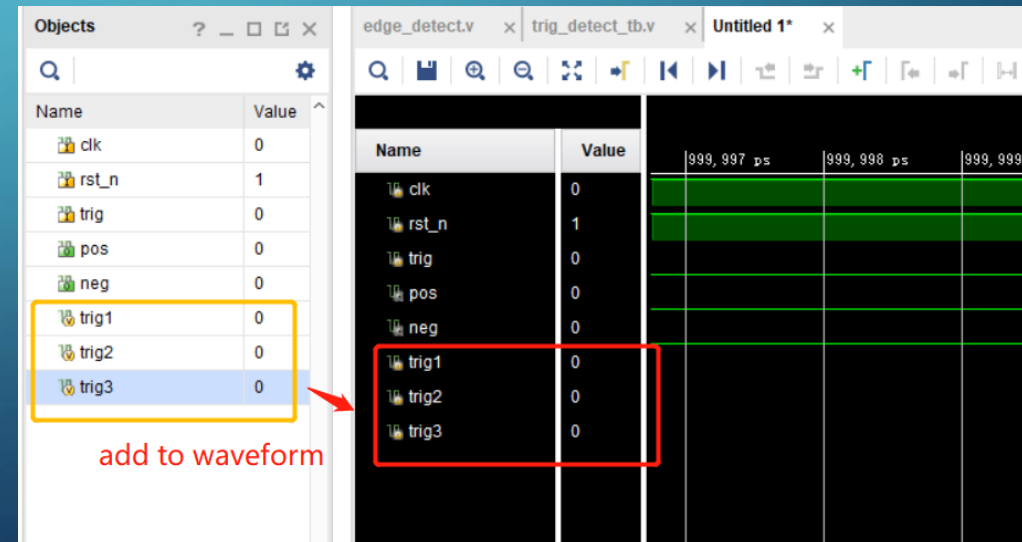 Objects
edge_detect.v
trig_detect_tb.v
Untitled 1*
Name Value
clk 0
rst_n 1
trig 0
pos 0
neg 0
trig1 0
trig2 0
trig3 0
add to waveform
Name Value
999,997 ps 999,998 ps 999,999
clk 0
rst_n 1
trig 0
pos 0
neg 0
trig1 0
trig2 0
trig3 0